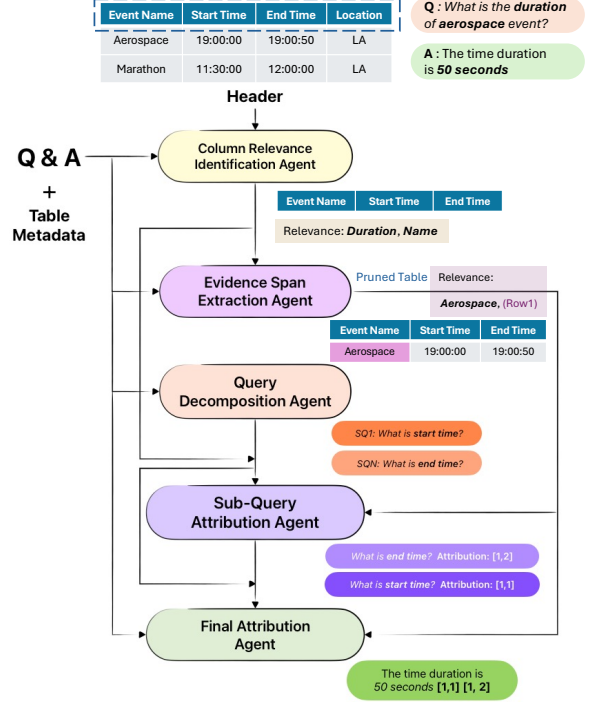 Event Name Start Time End Time Location
Aerospace 19:00:00 19:00:50 LA
Marathon 11:30:00 12:00:00 LA
Q : What is the duration
of aerospace event?
A : The time duration
is 50 seconds
Header
Q & A
+
Table
Metadata
Column Relevance
Identification Agent
Event Name Start Time End Time
Relevance: Duration, Name
Evidence Span
Extraction Agent
Pruned Table
Relevance:
Aerospace, (Row1)
Event Name Start Time End Time
Aerospace 19:00:00 19:00:50
Query
Decomposition Agent
SQ1: What is start time?
SQN: What is end time?
Sub-Query
Attribution Agent
What is end time? Attribution: [1,2]
What is start time? Attribution: [1,1]
Final Attribution
Agent
The time duration is
50 seconds [1,1] [1, 2]